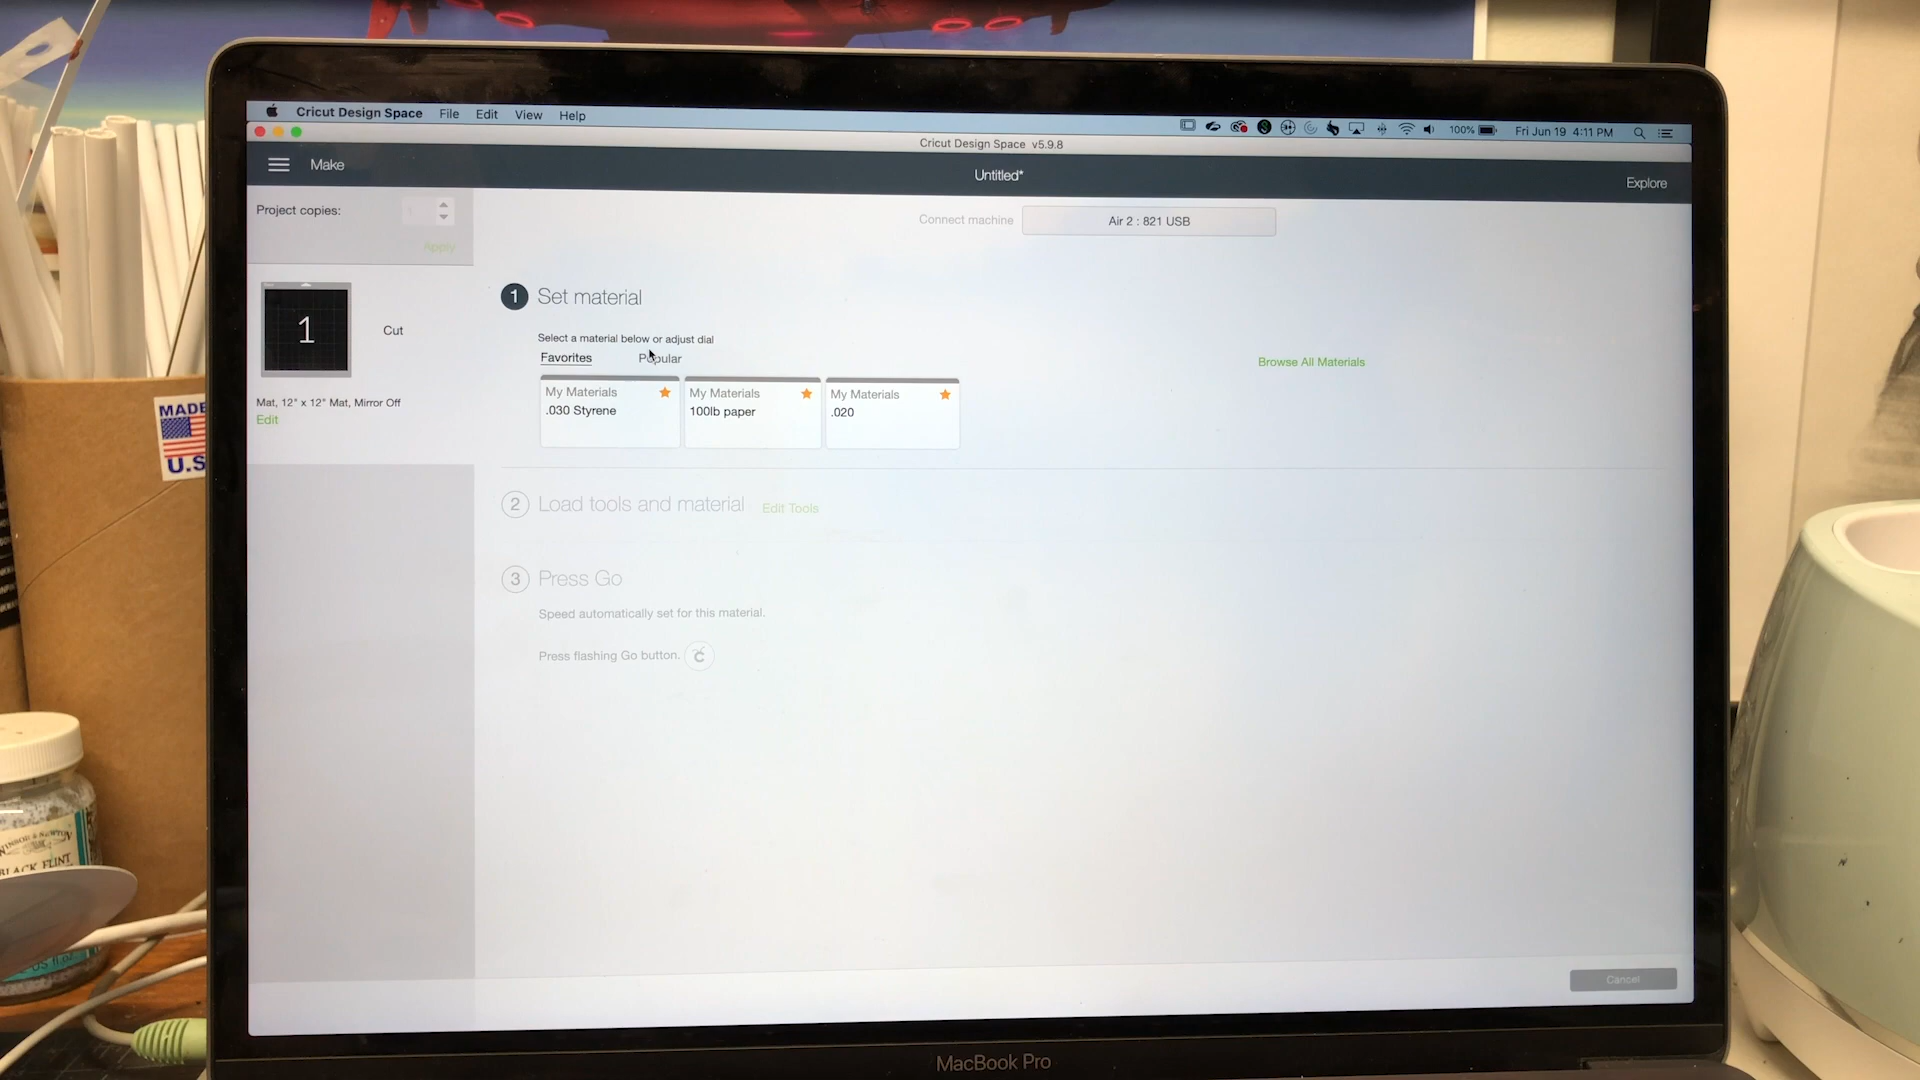 Cricut Design Space File Edit View Help
100% Fri Jun 19 4:11 PM
Cricut Design Space v5.9.8
Make
Untitled*
Explore
Project copies:
Apply
Connect machine
Air 2 : 821 USB
1
Cut
Mat, 12" x 12" Mat, Mirror Off
Edit
1 Set material
Select a material below or adjust dial
Favorites
Popular
Browse All Materials
My Materials
.030 Styrene
My Materials
100lb paper
My Materials
.020
2 Load tools and material Edit Tools
3 Press Go
Speed automatically set for this material.
Press flashing Go button.
Cancel
MacBook Pro
MADE
U.S
BLACK FLINT